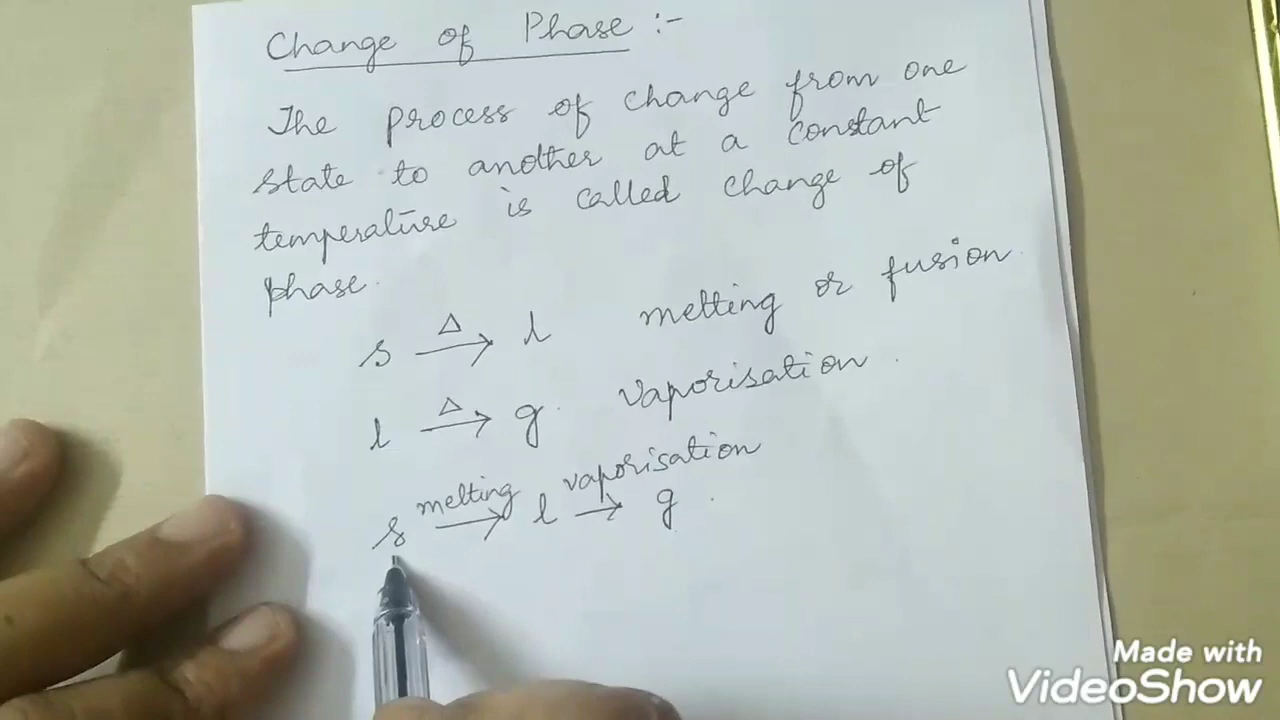 Change of Phase :-
The process of change from one
state to another at a constant
temperature is called change of
phase.
s Δ→ l melting or fusion
l Δ→ g. vaporisation.
s melting→ l vaporisation→ g.
Made with
VideoShow